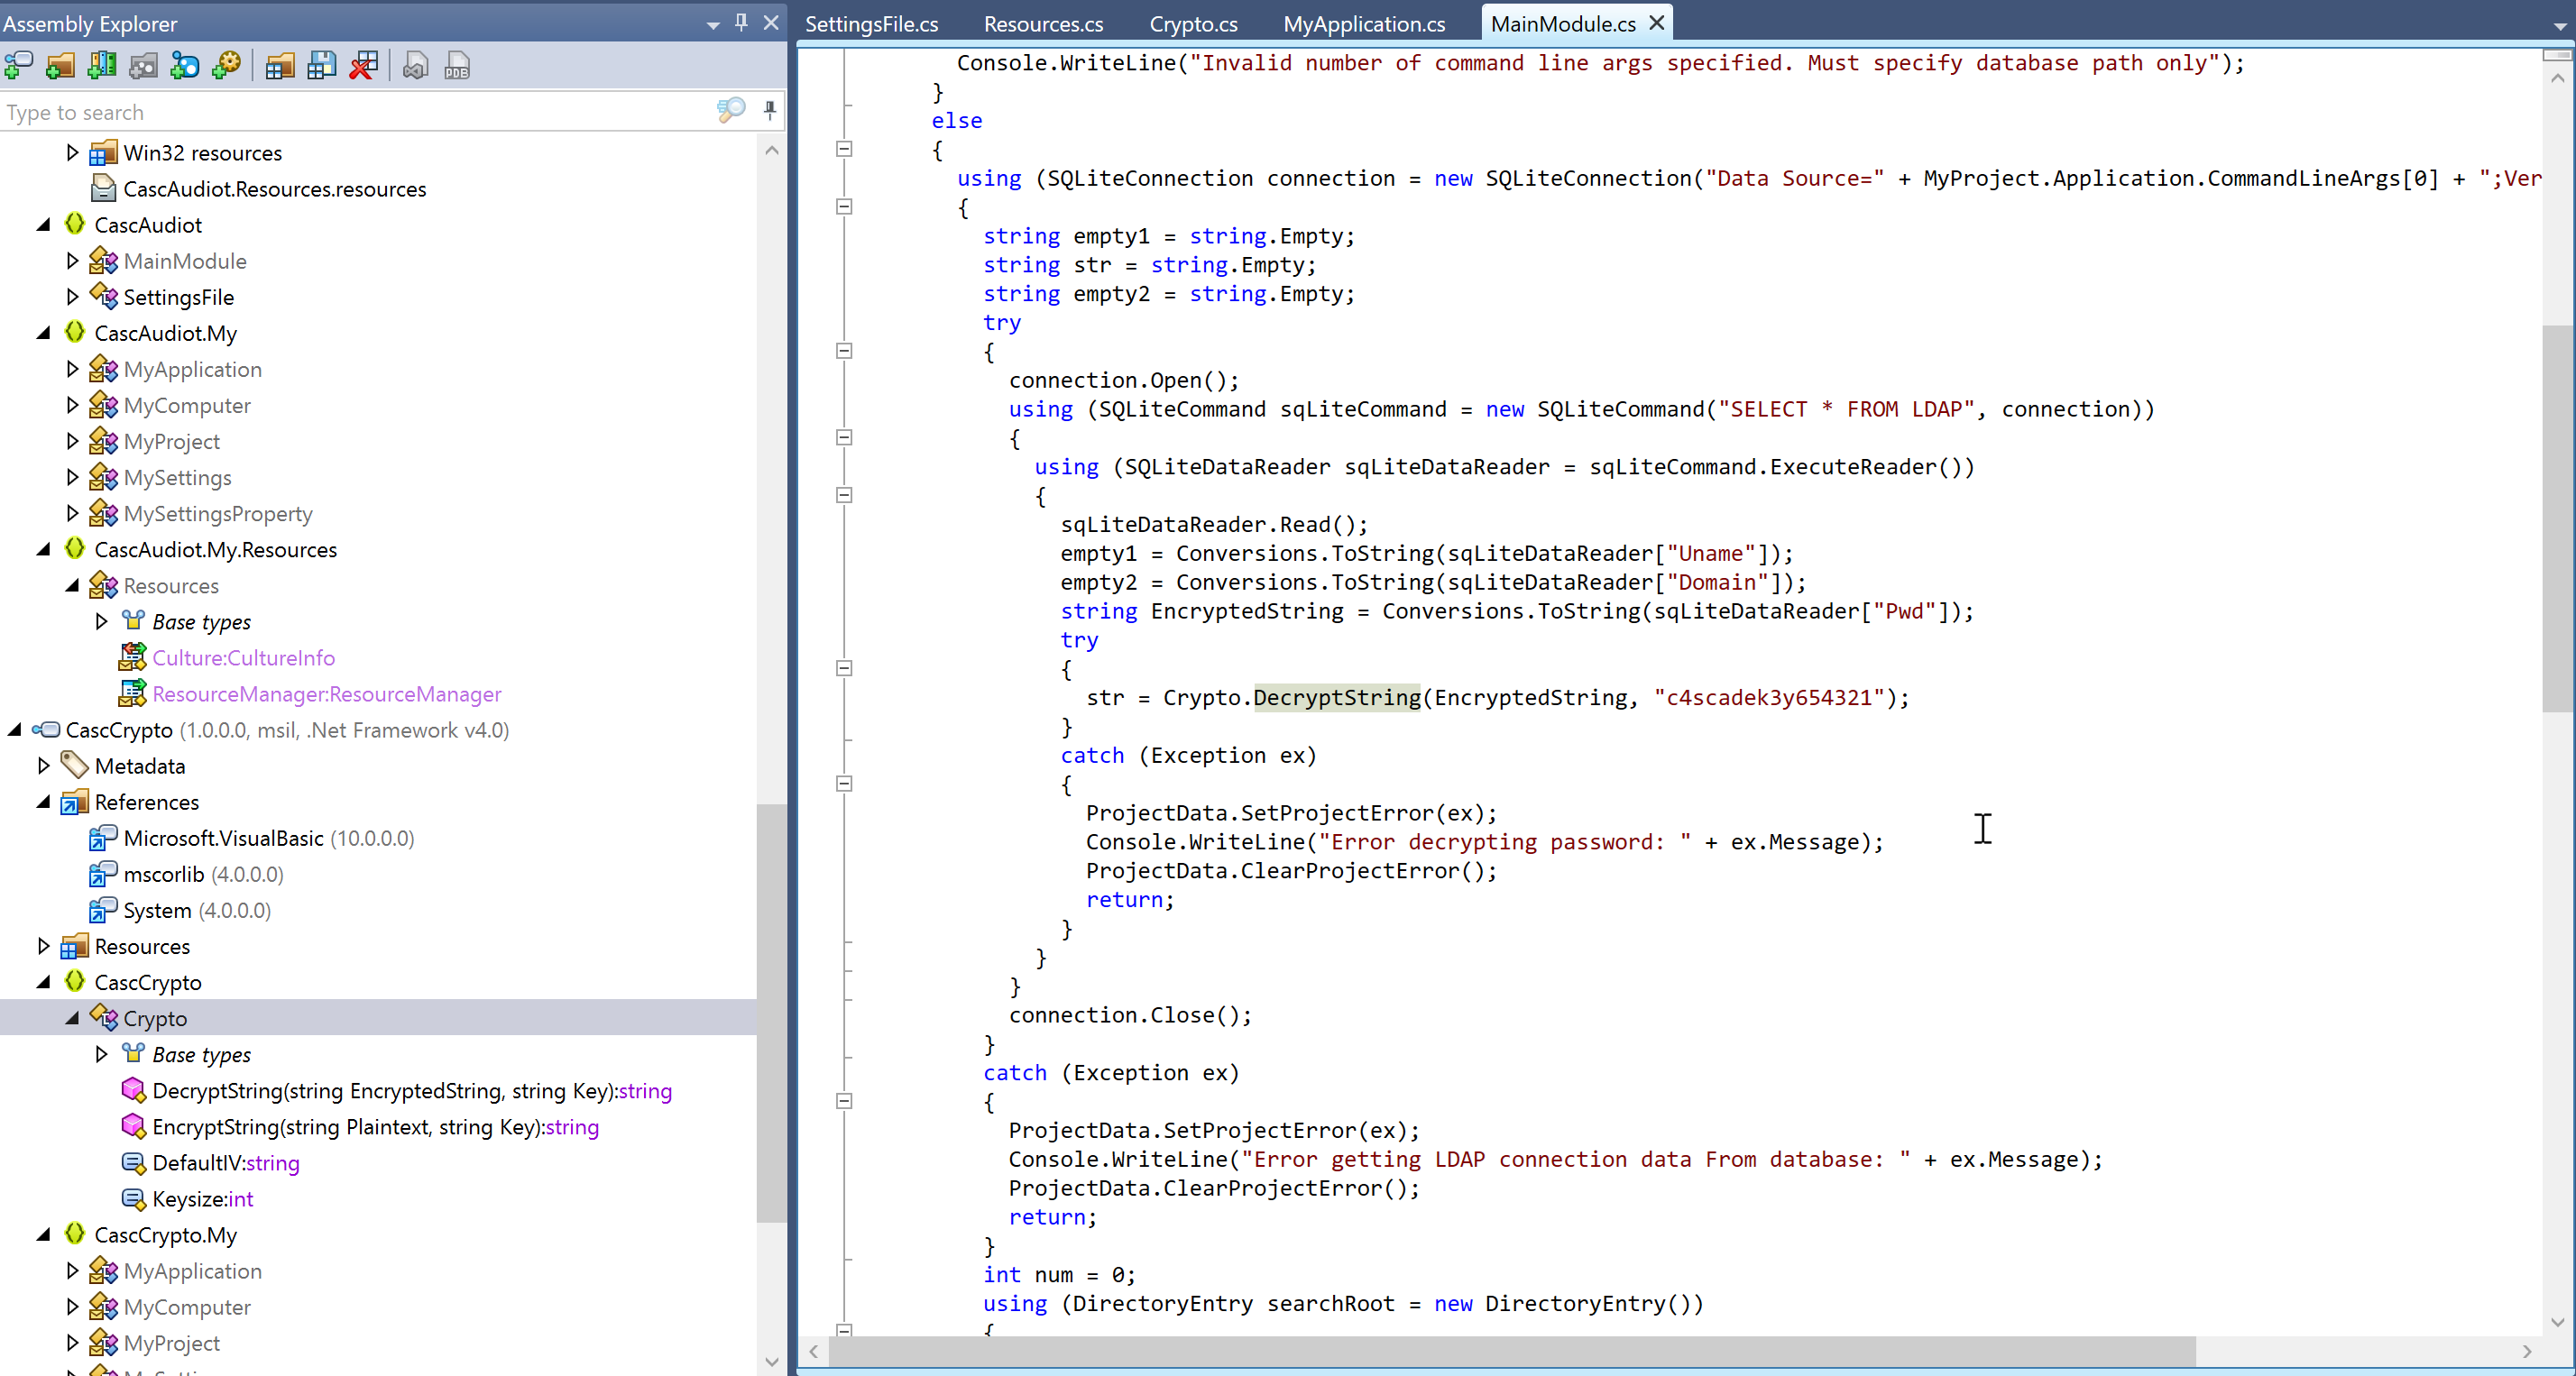 Assembly Explorer
Type to search
Win32 resources
CascAudiot.Resources.resources
CascAudiot
MainModule
SettingsFile
CascAudiot.My
MyApplication
MyComputer
MyProject
MySettings
MySettingsProperty
CascAudiot.My.Resources
Resources
Base types
Culture:CultureInfo
ResourceManager:ResourceManager
CascCrypto (1.0.0.0, msil, .Net Framework v4.0)
Metadata
References
Microsoft.VisualBasic (10.0.0.0)
mscorlib (4.0.0.0)
System (4.0.0.0)
Resources
CascCrypto
Crypto
Base types
DecryptString(string EncryptedString, string Key):string
EncryptString(string Plaintext, string Key):string
DefaultIV:string
Keysize:int
CascCrypto.My
MyApplication
MyComputer
MyProject
SettingsFile.cs Resources.cs Crypto.cs MyApplication.cs MainModule.cs
Console.WriteLine("Invalid number of command line args specified. Must specify database path only");
}
else
{
using (SQLiteConnection connection = new SQLiteConnection("Data Source=" + MyProject.Application.CommandLineArgs[0] + ";Ver
{
string empty1 = string.Empty;
string str = string.Empty;
string empty2 = string.Empty;
try
{
connection.Open();
using (SQLiteCommand sqLiteCommand = new SQLiteCommand("SELECT * FROM LDAP", connection))
{
using (SQLiteDataReader sqLiteDataReader = sqLiteCommand.ExecuteReader())
{
sqLiteDataReader.Read();
empty1 = Conversions.ToString(sqLiteDataReader["Uname"]);
empty2 = Conversions.ToString(sqLiteDataReader["Domain"]);
string EncryptedString = Conversions.ToString(sqLiteDataReader["Pwd"]);
try
{
str = Crypto.DecryptString(EncryptedString, "c4scadek3y654321");
}
catch (Exception ex)
{
ProjectData.SetProjectError(ex);
Console.WriteLine("Error decrypting password: " + ex.Message);
ProjectData.ClearProjectError();
return;
}
}
}
connection.Close();
}
catch (Exception ex)
{
ProjectData.SetProjectError(ex);
Console.WriteLine("Error getting LDAP connection data From database: " + ex.Message);
ProjectData.ClearProjectError();
return;
}
int num = 0;
using (DirectoryEntry searchRoot = new DirectoryEntry())
{